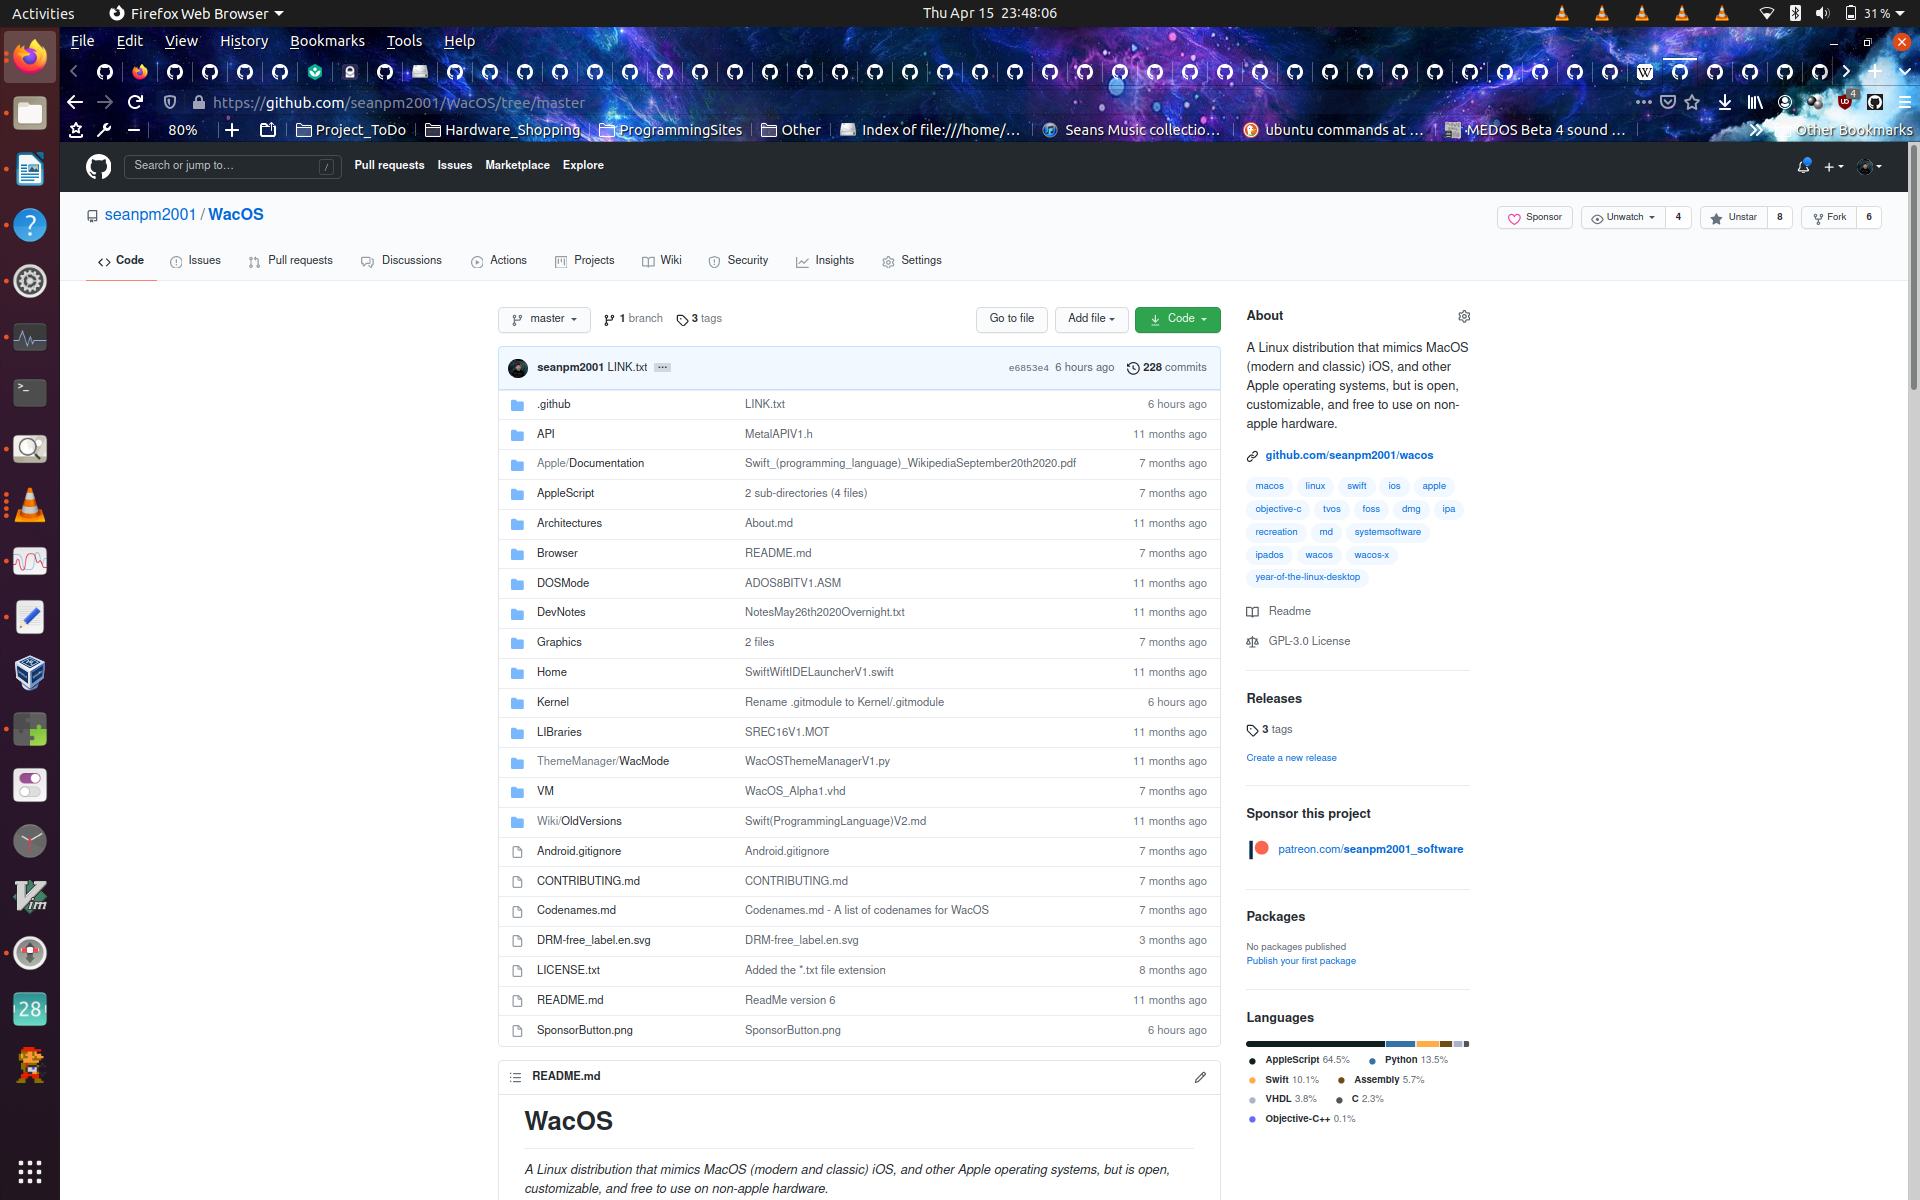 Activities
Firefox Web Browser
Thu Apr 15 23:48:06
31 %
File Edit View History Bookmarks Tools Help
https://github.com/seanpm2001/WacOS/tree/master
4
80%
Project_ToDo
Hardware_Shopping
ProgrammingSites
Other
Index of file:///home/…
Seans Music collectio…
ubuntu commands at …
MEDOS Beta 4 sound …
Other Bookmarks
Search or jump to…
/
Pull requests Issues Marketplace Explore
seanpm2001 / WacOS
Sponsor
Unwatch 4
Unstar 8
Fork 6
Code
Issues
Pull requests
Discussions
Actions
Projects
Wiki
Security
Insights
Settings
master
1 branch
3 tags
Go to file
Add file
Code
seanpm2001 LINK.txt
e6853e4 6 hours ago
228 commits
.github LINK.txt 6 hours ago
API MetalAPIV1.h 11 months ago
Apple/Documentation Swift_(programming_language)_WikipediaSeptember20th2020.pdf 7 months ago
AppleScript 2 sub-directories (4 files) 7 months ago
Architectures About.md 11 months ago
Browser README.md 7 months ago
DOSMode ADOS8BITV1.ASM 11 months ago
DevNotes NotesMay26th2020Overnight.txt 11 months ago
Graphics 2 files 7 months ago
Home SwiftWiftIDELauncherV1.swift 11 months ago
Kernel Rename .gitmodule to Kernel/.gitmodule 6 hours ago
LIBraries SREC16V1.MOT 11 months ago
ThemeManager/WacMode WacOSThemeManagerV1.py 11 months ago
VM WacOS_Alpha1.vhd 7 months ago
Wiki/OldVersions Swift(ProgrammingLanguage)V2.md 11 months ago
Android.gitignore Android.gitignore 7 months ago
CONTRIBUTING.md CONTRIBUTING.md 7 months ago
Codenames.md Codenames.md - A list of codenames for WacOS 7 months ago
DRM-free_label.en.svg DRM-free_label.en.svg 3 months ago
LICENSE.txt Added the *.txt file extension 8 months ago
README.md ReadMe version 6 11 months ago
SponsorButton.png SponsorButton.png 6 hours ago
README.md
WacOS
A Linux distribution that mimics MacOS (modern and classic) iOS, and other Apple operating systems, but is open,
customizable, and free to use on non-apple hardware.
About
A Linux distribution that mimics MacOS
(modern and classic) iOS, and other
Apple operating systems, but is open,
customizable, and free to use on non-
apple hardware.
github.com/seanpm2001/wacos
macos linux swift ios apple
objective-c tvos foss dmg ipa
recreation md systemsoftware
ipados wacos wacos-x
year-of-the-linux-desktop
Readme
GPL-3.0 License
Releases
3 tags
Create a new release
Sponsor this project
patreon.com/seanpm2001_software
Packages
No packages published
Publish your first package
Languages
AppleScript 64.5% Python 13.5%
Swift 10.1% Assembly 5.7%
VHDL 3.8% C 2.3%
Objective-C++ 0.1%
28